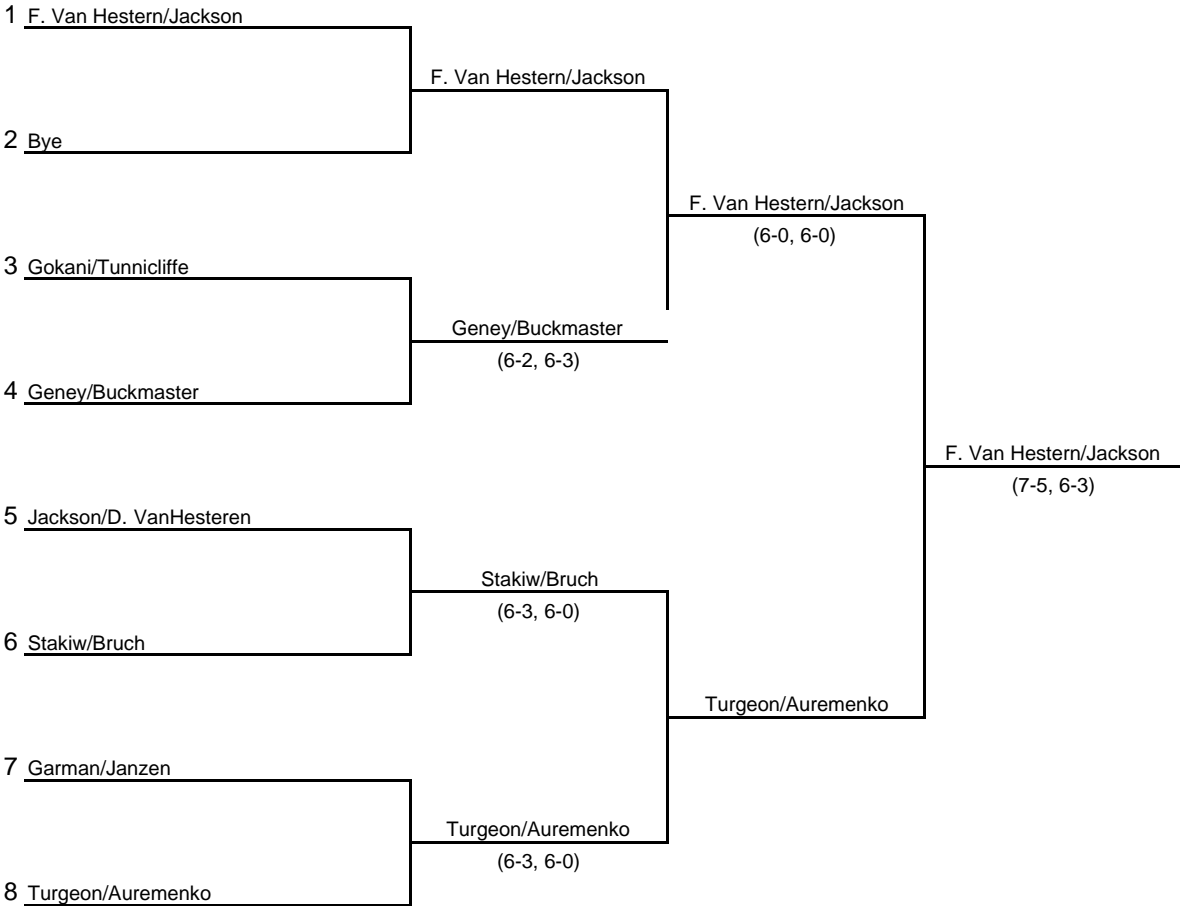 1 F. Van Hestern/Jackson
F. Van Hestern/Jackson
2 Bye
F. Van Hestern/Jackson
(6-0, 6-0)
3 Gokani/Tunnicliffe
Geney/Buckmaster
(6-2, 6-3)
4 Geney/Buckmaster
F. Van Hestern/Jackson
(7-5, 6-3)
5 Jackson/D. VanHesteren
Stakiw/Bruch
(6-3, 6-0)
6 Stakiw/Bruch
Turgeon/Auremenko
7 Garman/Janzen
Turgeon/Auremenko
(6-3, 6-0)
8 Turgeon/Auremenko